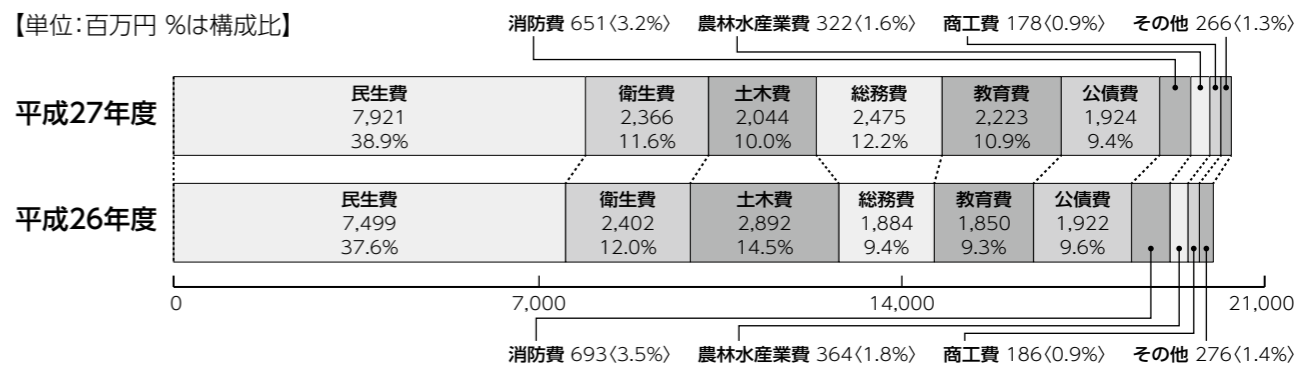 【単位:百万円 %は構成比】
消防費 651〈3.2%〉 農林水産業費 322〈1.6%〉 商工費 178〈0.9%〉 その他 266〈1.3%〉
平成27年度
民生費
7,921
38.9%
衛生費
2,366
11.6%
土木費
2,044
10.0%
総務費
2,475
12.2%
教育費
2,223
10.9%
公債費
1,924
9.4%
平成26年度
民生費
7,499
37.6%
衛生費
2,402
12.0%
土木費
2,892
14.5%
総務費
1,884
9.4%
教育費
1,850
9.3%
公債費
1,922
9.6%
0 7,000 14,000 21,000
消防費 693〈3.5%〉 農林水産業費 364〈1.8%〉 商工費 186〈0.9%〉 その他 276〈1.4%〉